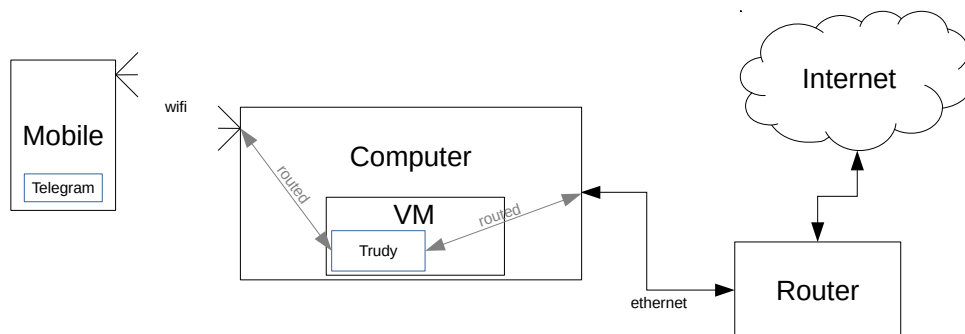 Internet
wifi
Mobile
Computer
routed
Telegram
VM
routed
Trudy
ethernet
Router